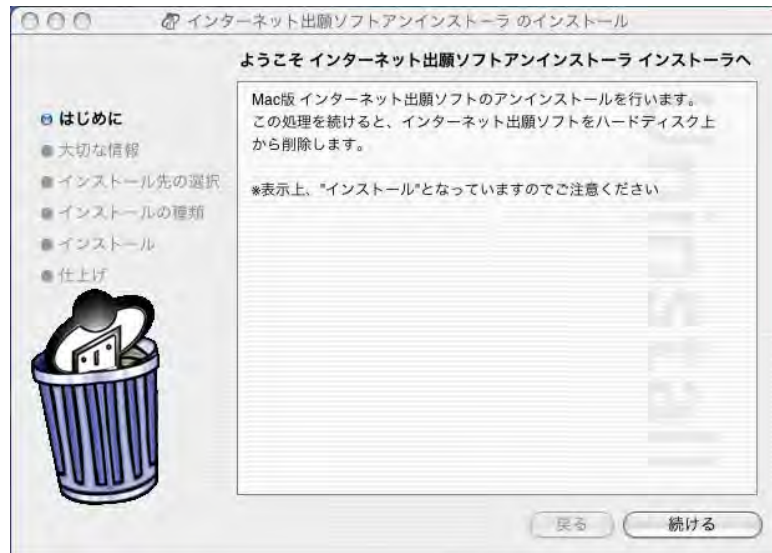 インターネット出願ソフトアンインストーラ のインストール
ようこそ インターネット出願ソフトアンインストーラ インストーラへ
はじめに
大切な情報
インストール先の選択
インストールの種類
インストール
仕上げ
Mac版 インターネット出願ソフトのアンインストールを行います。
この処理を続けると、インターネット出願ソフトをハードディスク上
から削除します。
※表示上、"インストール"となっていますのでご注意ください
Uninstall
戻る
続ける